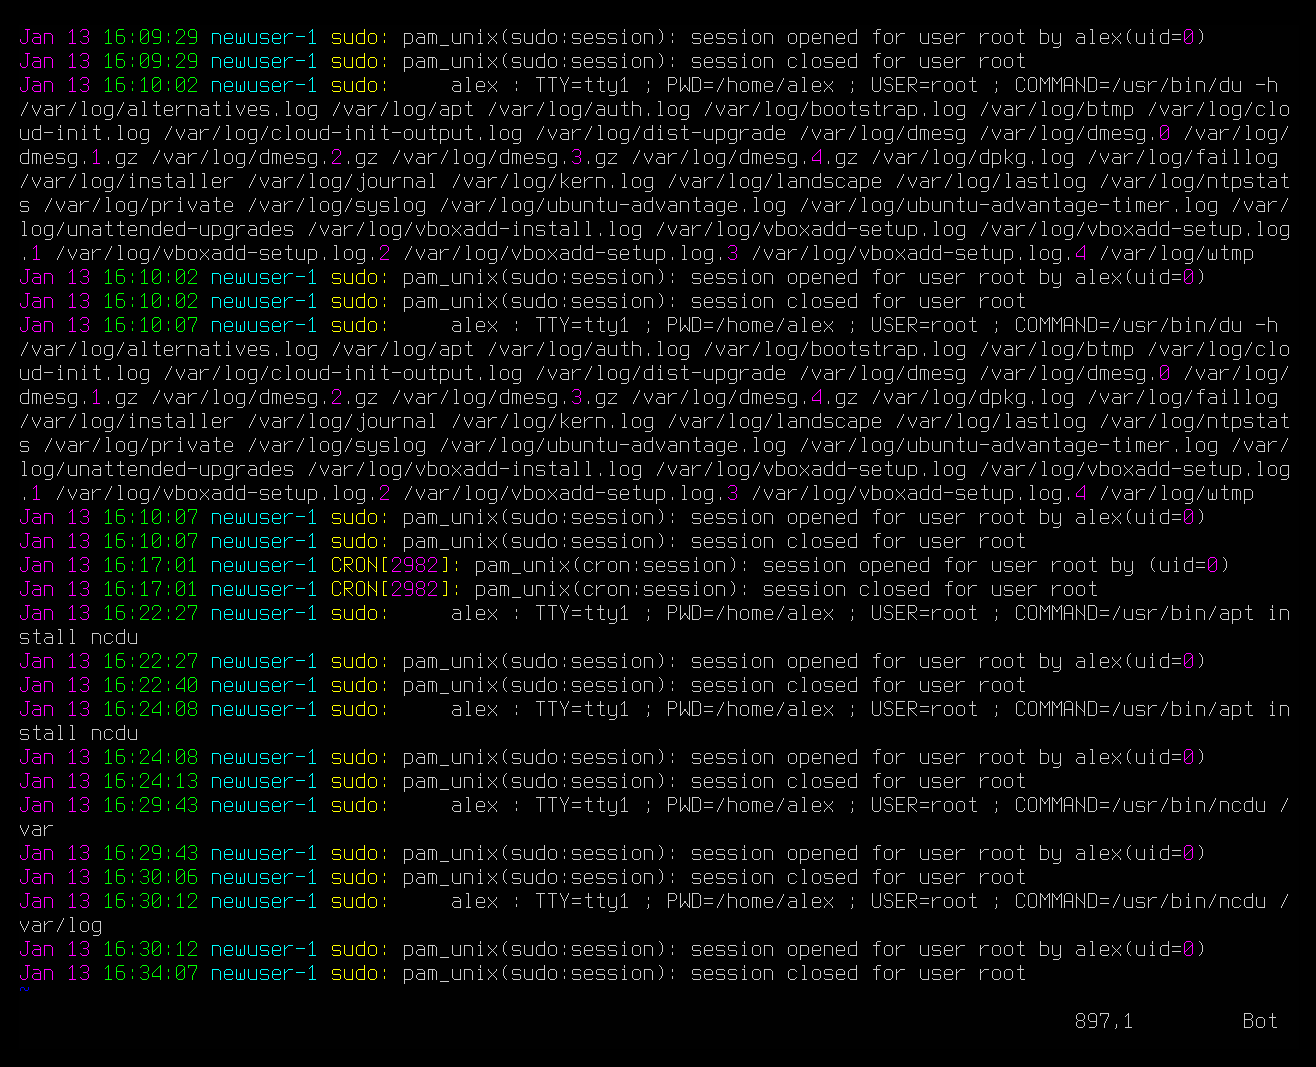 Jan 13 16:09:29 newuser-1 sudo: pam_unix(sudo:session): session opened for user root by alex(uid=0)
Jan 13 16:09:29 newuser-1 sudo: pam_unix(sudo:session): session closed for user root
Jan 13 16:10:02 newuser-1 sudo:     alex : TTY=tty1 ; PWD=/home/alex ; USER=root ; COMMAND=/usr/bin/du -h
/var/log/alternatives.log /var/log/apt /var/log/auth.log /var/log/bootstrap.log /var/log/btmp /var/log/clo
ud-init.log /var/log/cloud-init-output.log /var/log/dist-upgrade /var/log/dmesg /var/log/dmesg.0 /var/log/
dmesg.1.gz /var/log/dmesg.2.gz /var/log/dmesg.3.gz /var/log/dmesg.4.gz /var/log/dpkg.log /var/log/faillog
/var/log/installer /var/log/journal /var/log/kern.log /var/log/landscape /var/log/lastlog /var/log/ntpstat
s /var/log/private /var/log/syslog /var/log/ubuntu-advantage.log /var/log/ubuntu-advantage-timer.log /var/
log/unattended-upgrades /var/log/vboxadd-install.log /var/log/vboxadd-setup.log /var/log/vboxadd-setup.log
.1 /var/log/vboxadd-setup.log.2 /var/log/vboxadd-setup.log.3 /var/log/vboxadd-setup.log.4 /var/log/wtmp
Jan 13 16:10:02 newuser-1 sudo: pam_unix(sudo:session): session opened for user root by alex(uid=0)
Jan 13 16:10:02 newuser-1 sudo: pam_unix(sudo:session): session closed for user root
Jan 13 16:10:07 newuser-1 sudo:     alex : TTY=tty1 ; PWD=/home/alex ; USER=root ; COMMAND=/usr/bin/du -h
/var/log/alternatives.log /var/log/apt /var/log/auth.log /var/log/bootstrap.log /var/log/btmp /var/log/clo
ud-init.log /var/log/cloud-init-output.log /var/log/dist-upgrade /var/log/dmesg /var/log/dmesg.0 /var/log/
dmesg.1.gz /var/log/dmesg.2.gz /var/log/dmesg.3.gz /var/log/dmesg.4.gz /var/log/dpkg.log /var/log/faillog
/var/log/installer /var/log/journal /var/log/kern.log /var/log/landscape /var/log/lastlog /var/log/ntpstat
s /var/log/private /var/log/syslog /var/log/ubuntu-advantage.log /var/log/ubuntu-advantage-timer.log /var/
log/unattended-upgrades /var/log/vboxadd-install.log /var/log/vboxadd-setup.log /var/log/vboxadd-setup.log
.1 /var/log/vboxadd-setup.log.2 /var/log/vboxadd-setup.log.3 /var/log/vboxadd-setup.log.4 /var/log/wtmp
Jan 13 16:10:07 newuser-1 sudo: pam_unix(sudo:session): session opened for user root by alex(uid=0)
Jan 13 16:10:07 newuser-1 sudo: pam_unix(sudo:session): session closed for user root
Jan 13 16:17:01 newuser-1 CRON[2982]: pam_unix(cron:session): session opened for user root by (uid=0)
Jan 13 16:17:01 newuser-1 CRON[2982]: pam_unix(cron:session): session closed for user root
Jan 13 16:22:27 newuser-1 sudo:     alex : TTY=tty1 ; PWD=/home/alex ; USER=root ; COMMAND=/usr/bin/apt in
stall ncdu
Jan 13 16:22:27 newuser-1 sudo: pam_unix(sudo:session): session opened for user root by alex(uid=0)
Jan 13 16:22:40 newuser-1 sudo: pam_unix(sudo:session): session closed for user root
Jan 13 16:24:08 newuser-1 sudo:     alex : TTY=tty1 ; PWD=/home/alex ; USER=root ; COMMAND=/usr/bin/apt in
stall ncdu
Jan 13 16:24:08 newuser-1 sudo: pam_unix(sudo:session): session opened for user root by alex(uid=0)
Jan 13 16:24:13 newuser-1 sudo: pam_unix(sudo:session): session closed for user root
Jan 13 16:29:43 newuser-1 sudo:     alex : TTY=tty1 ; PWD=/home/alex ; USER=root ; COMMAND=/usr/bin/ncdu /
var
Jan 13 16:29:43 newuser-1 sudo: pam_unix(sudo:session): session opened for user root by alex(uid=0)
Jan 13 16:30:06 newuser-1 sudo: pam_unix(sudo:session): session closed for user root
Jan 13 16:30:12 newuser-1 sudo:     alex : TTY=tty1 ; PWD=/home/alex ; USER=root ; COMMAND=/usr/bin/ncdu /
var/log
Jan 13 16:30:12 newuser-1 sudo: pam_unix(sudo:session): session opened for user root by alex(uid=0)
Jan 13 16:34:07 newuser-1 sudo: pam_unix(sudo:session): session closed for user root
~
897,1         Bot